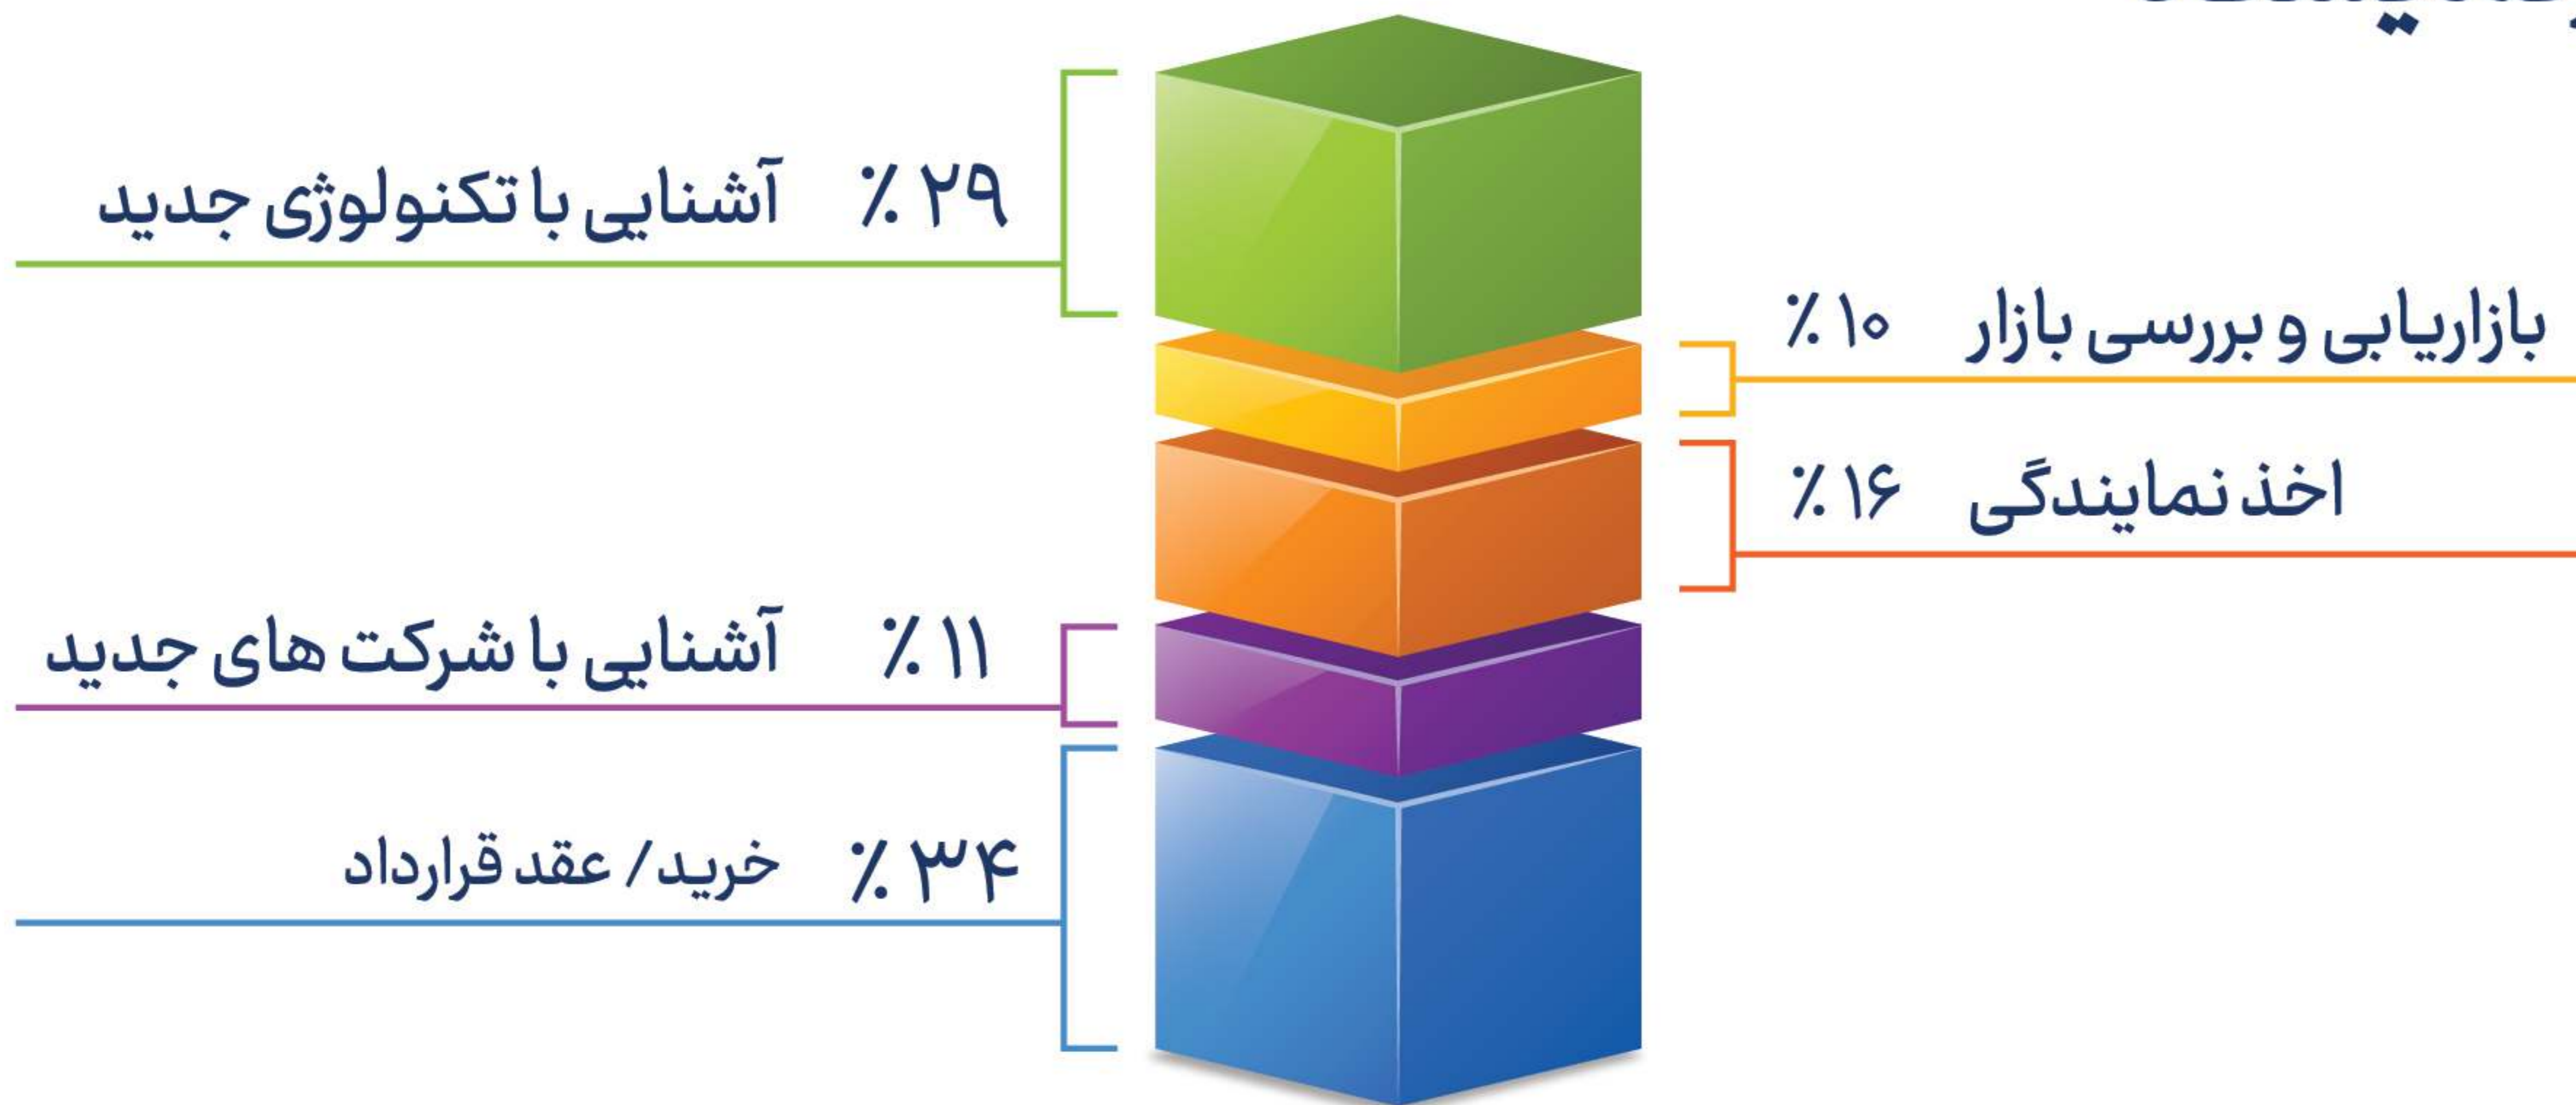 ٪ ۲۹ آشنایی با تکنولوژی جدید
٪ ۱۰ بازاریابی و بررسی بازار
٪ ۱۶ اخذ نمایندگی
٪ ۱۱ آشنایی با شرکت های جدید
٪ ۳۴ خرید / عقد قرارداد